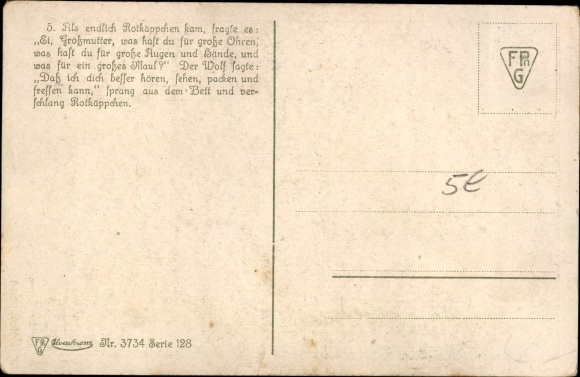 5. Als endlich Rotkäppchen kam, fragte es:
„Ei, Großmutter, was hast du für große Ohren,
was hast du für große Augen und Hände, und
was für ein großes Maul?" Der Wolf sagte:
„Daß ich dich besser hören, sehen, packen und
fressen kann,“ sprang aus dem Bett und ver-
schlang Rotkäppchen.
F Pn
G
5€
Nr. 3734 Serie 128